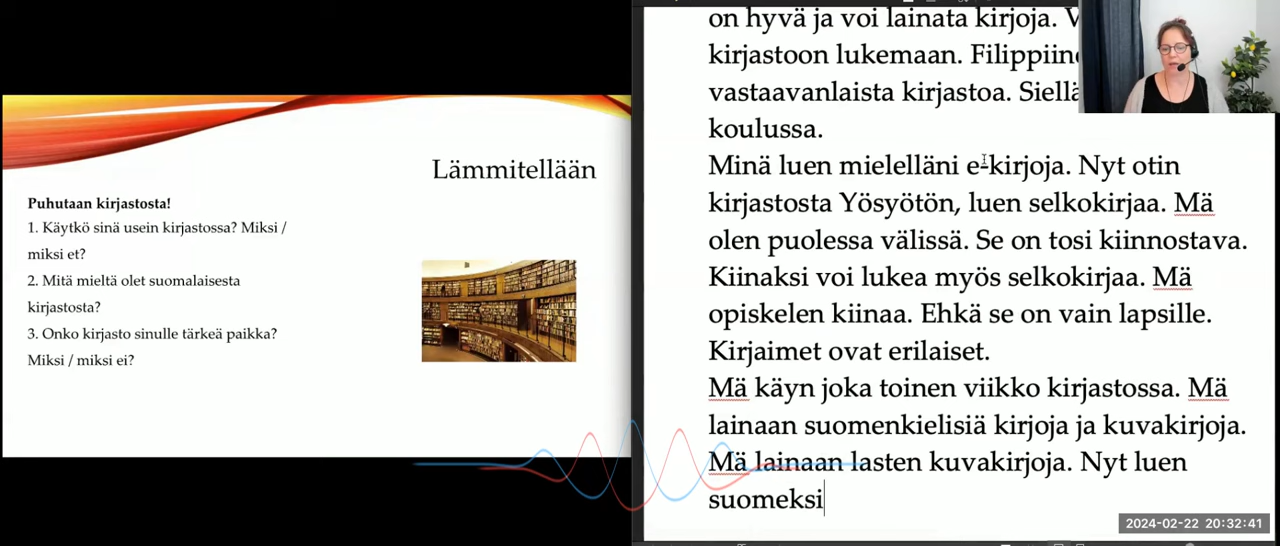 Lämmitellään
Puhutaan kirjastosta!
1. Käytkö sinä usein kirjastossa? Miksi /
miksi et?
2. Mitä mieltä olet suomalaisesta
kirjastosta?
3. Onko kirjasto sinulle tärkeä paikka?
Miksi / miksi ei?
on hyvä ja voi lainata kirjoja.
kirjastoon lukemaan.
vastaavanlaista kirjastoa. Siellä
koulussa.
Minä luen mielelläni e-kirjoja. Nyt otin
kirjastosta Yösyötön, luen selkokirjaa. Mä
olen puolessa välissä. Se on tosi kiinnostava.
Kiinaksi voi lukea myös selkokirjaa. Mä
opiskelen kiinaa. Ehkä se on vain lapsille.
Kirjaimet ovat erilaiset.
Mä käyn joka toinen viikko kirjastossa. Mä
lainaan suomenkielisiä kirjoja ja kuvakirjoja.
Mä lainaan lasten kuvakirjoja. Nyt luen
suomeksi
2024-02-22 20:32:41